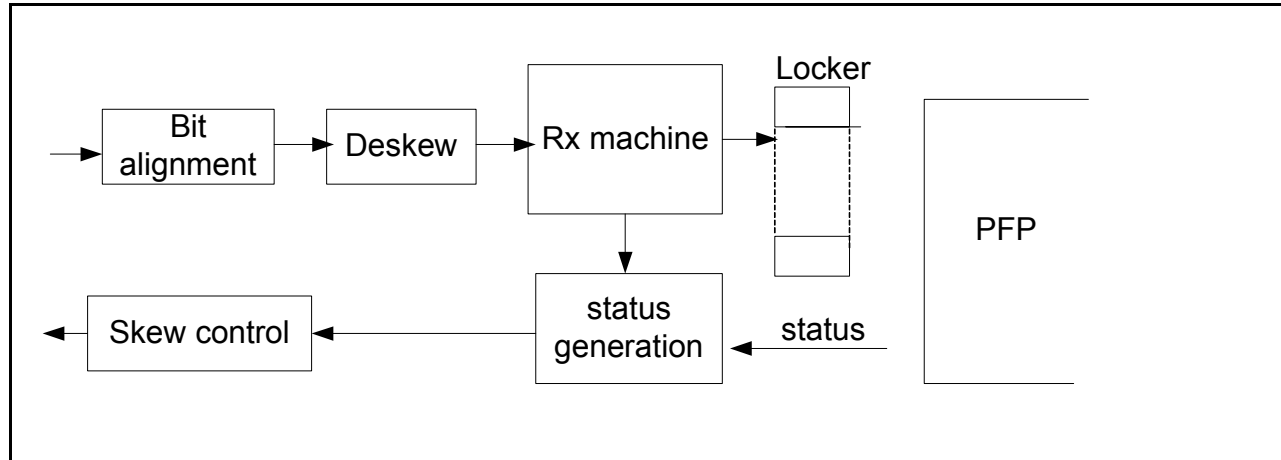 Locker
Bit
alignment
Deskew
Rx machine
PFP
Skew control
status
generation
status